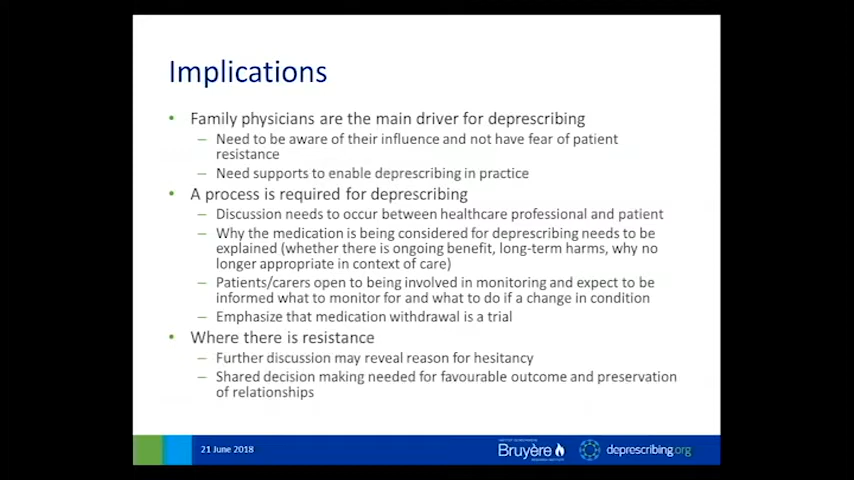 Implications
• Family physicians are the main driver for deprescribing
– Need to be aware of their influence and not have fear of patient
resistance
– Need supports to enable deprescribing in practice
• A process is required for deprescribing
– Discussion needs to occur between healthcare professional and patient
– Why the medication is being considered for deprescribing needs to be
explained (whether there is ongoing benefit, long-term harms, why no
longer appropriate in context of care)
– Patients/carers open to being involved in monitoring and expect to be
informed what to monitor for and what to do if a change in condition
– Emphasize that medication withdrawal is a trial
• Where there is resistance
– Further discussion may reveal reason for hesitancy
– Shared decision making needed for favourable outcome and preservation
of relationships
21 June 2018
Bruyère
deprescribing.org